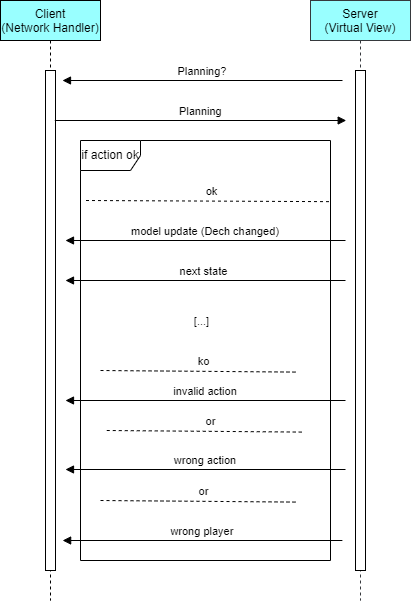 Client
(Network Handler)
Server
(Virtual View)
Planning?
Planning
if action ok
ok
model update (Dech changed)
next state
[...]
ko
invalid action
or
wrong action
or
wrong player